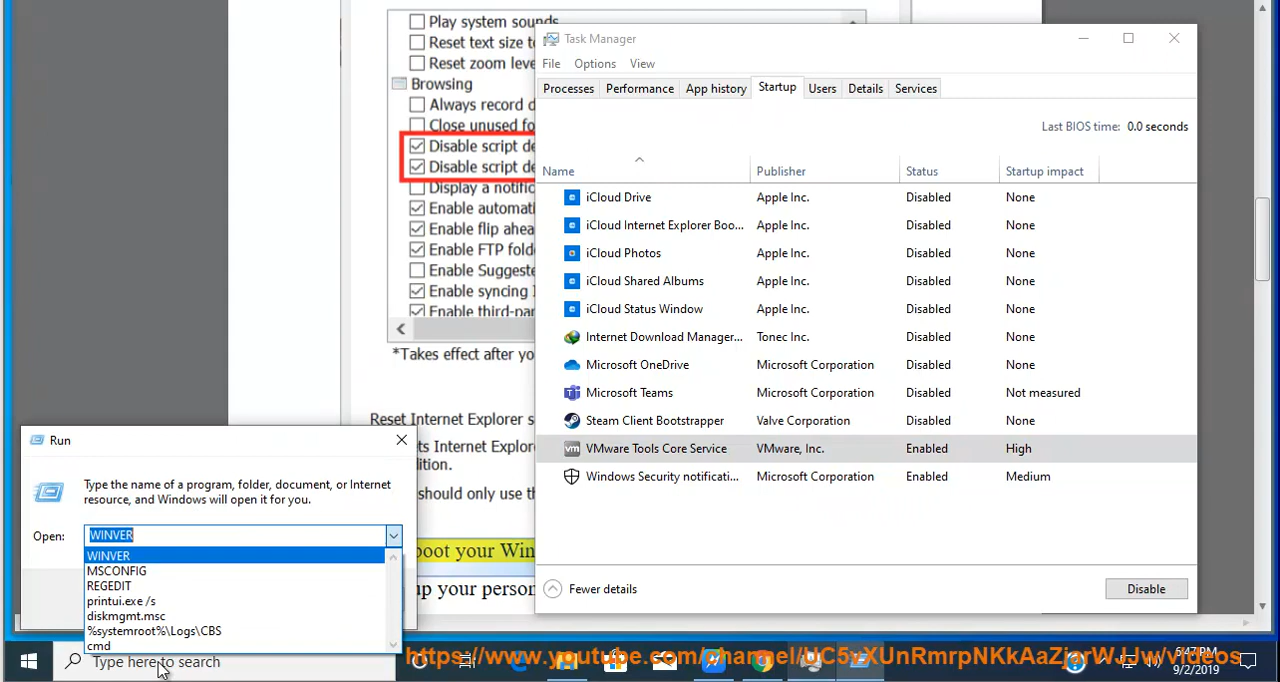 Play system sounds
Reset text size to
Reset zoom leve
Browsing
Always record d
Close unused fo
Disable script de
Disable script de
Display a notific
Enable automati
Enable flip ahea
Enable FTP fold
Enable Suggeste
Enable syncing I
Enable third-par
*Takes effect after yo
Reset Internet Explorer s
ts Internet Explor
dition.
should only use th
boot your Win
up your person
Task Manager
File Options View
Processes Performance App history Startup Users Details Services
Last BIOS time: 0.0 seconds
Name Publisher Status Startup impact
iCloud Drive Apple Inc. Disabled None
iCloud Internet Explorer Boo... Apple Inc. Disabled None
iCloud Photos Apple Inc. Disabled None
iCloud Shared Albums Apple Inc. Disabled None
iCloud Status Window Apple Inc. Disabled None
Internet Download Manager... Tonec Inc. Disabled None
Microsoft OneDrive Microsoft Corporation Disabled None
Microsoft Teams Microsoft Corporation Disabled Not measured
Steam Client Bootstrapper Valve Corporation Disabled None
vm VMware Tools Core Service VMware, Inc. Enabled High
Windows Security notificati... Microsoft Corporation Enabled Medium
Fewer details Disable
Run
Type the name of a program, folder, document, or Internet
resource, and Windows will open it for you.
Open: WINVER
WINVER
MSCONFIG
REGEDIT
printui.exe /s
diskmgmt.msc
%systemroot%\Logs\CBS
cmd
Type here to search
6:47 PM
9/2/2019